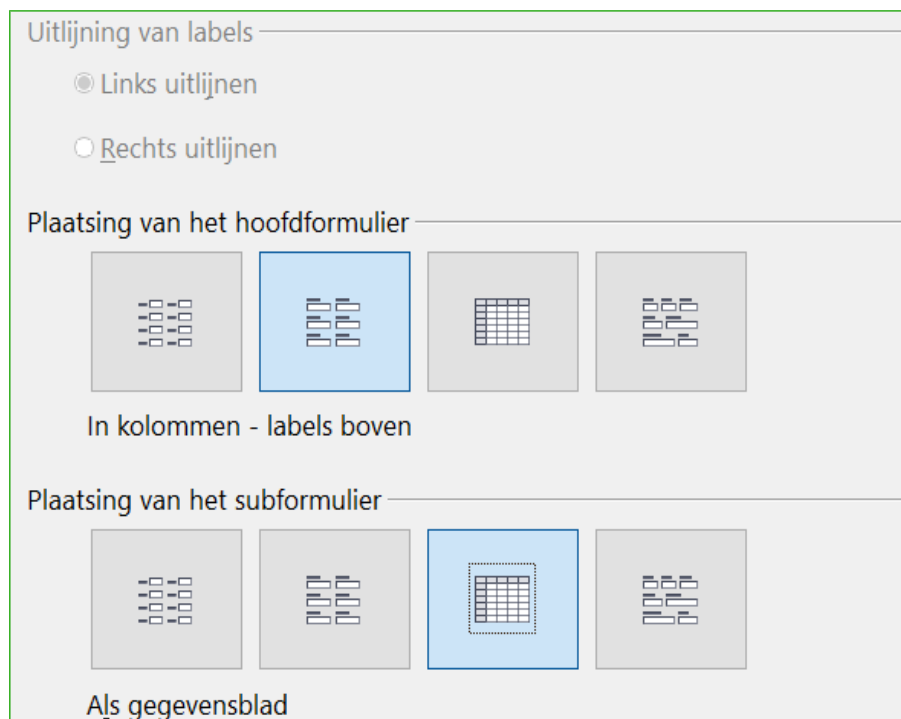 Uitlijning van labels
Links uitlijnen
Rechts uitlijnen
Plaatsing van het hoofdformulier
In kolommen - labels boven
Plaatsing van het subformulier
Als gegevensblad